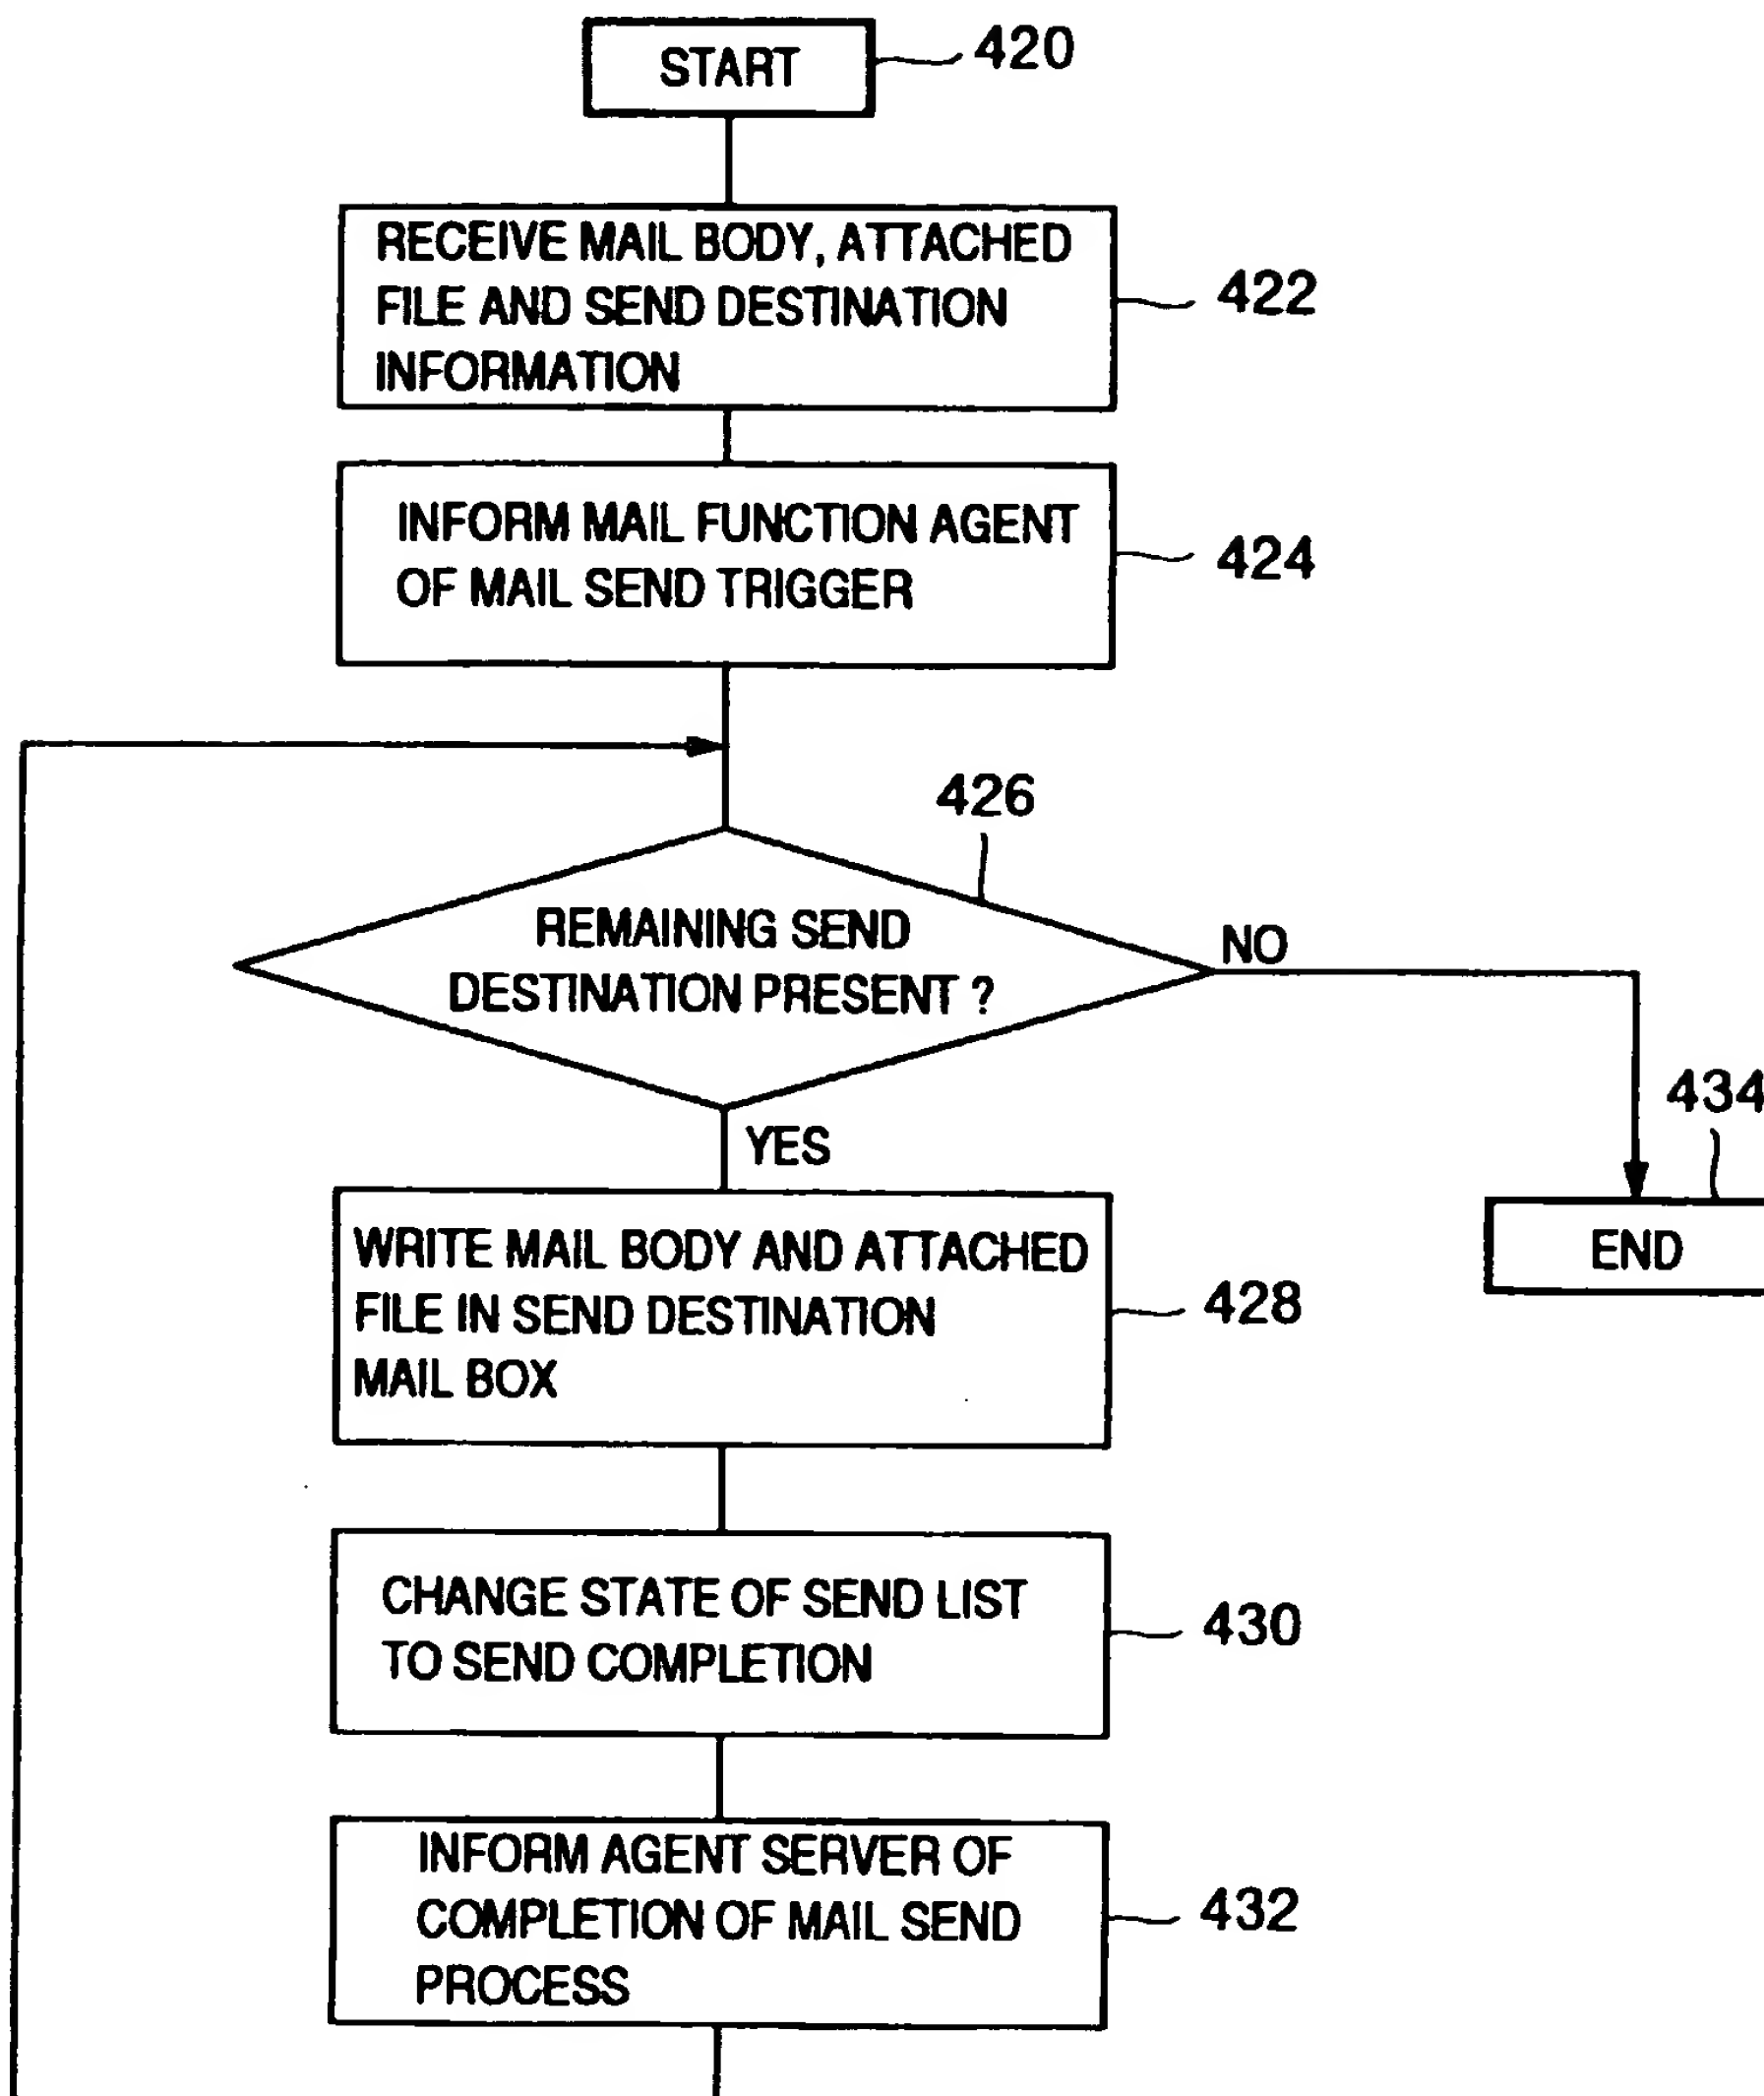 START
420
RECEIVE MAIL BODY, ATTACHED
FILE AND SEND DESTINATION
INFORMATION
422
INFORM MAIL FUNCTION AGENT
OF MAIL SEND TRIGGER
424
426
REMAINING SEND
DESTINATION PRESENT ?
NO
YES
434
END
WRITE MAIL BODY AND ATTACHED
FILE IN SEND DESTINATION
MAIL BOX
428
CHANGE STATE OF SEND LIST
TO SEND COMPLETION
430
INFORM AGENT SERVER OF
COMPLETION OF MAIL SEND
PROCESS
432